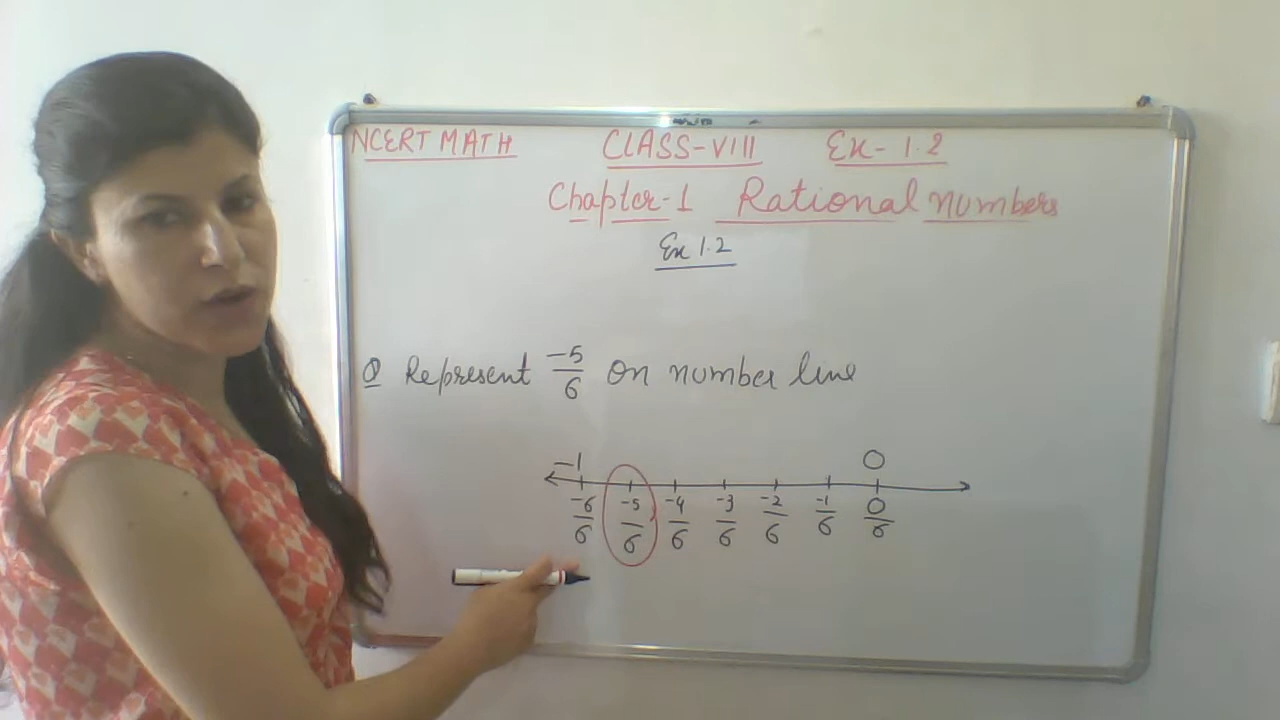 NCERT MATH CLASS-VIII Ex-1.2
Chapter-1 Rational numbers
Ex 1.2
Q Represent -5/6 on number line
-1 0
-6/6 -5/6 -4/6 -3/6 -2/6 -1/6 0/6